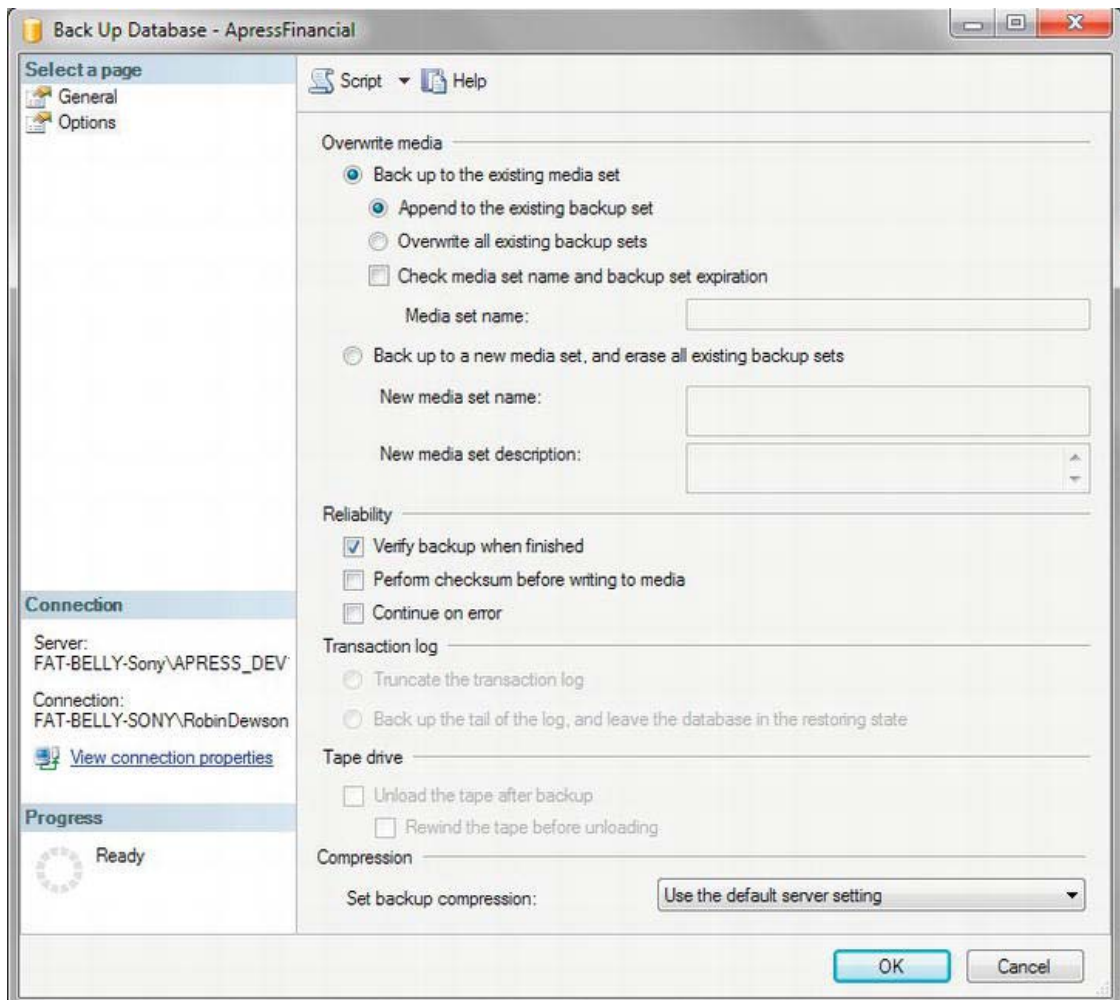 Back Up Database - ApressFinancial
Select a page
General
Options
Script
Help
Overwrite media
Back up to the existing media set
Append to the existing backup set
Overwrite all existing backup sets
Check media set name and backup set expiration
Media set name:
Back up to a new media set, and erase all existing backup sets
New media set name:
New media set description:
Reliability
Verify backup when finished
Perform checksum before writing to media
Continue on error
Transaction log
Truncate the transaction log
Back up the tail of the log, and leave the database in the restoring state
Tape drive
Unload the tape after backup
Rewind the tape before unloading
Compression
Set backup compression:
Use the default server setting
Connection
Server:
FAT-BELLY-Sony\APRESS_DEV
Connection:
FAT-BELLY-SONY\RobinDewson
View connection properties
Progress
Ready
OK
Cancel